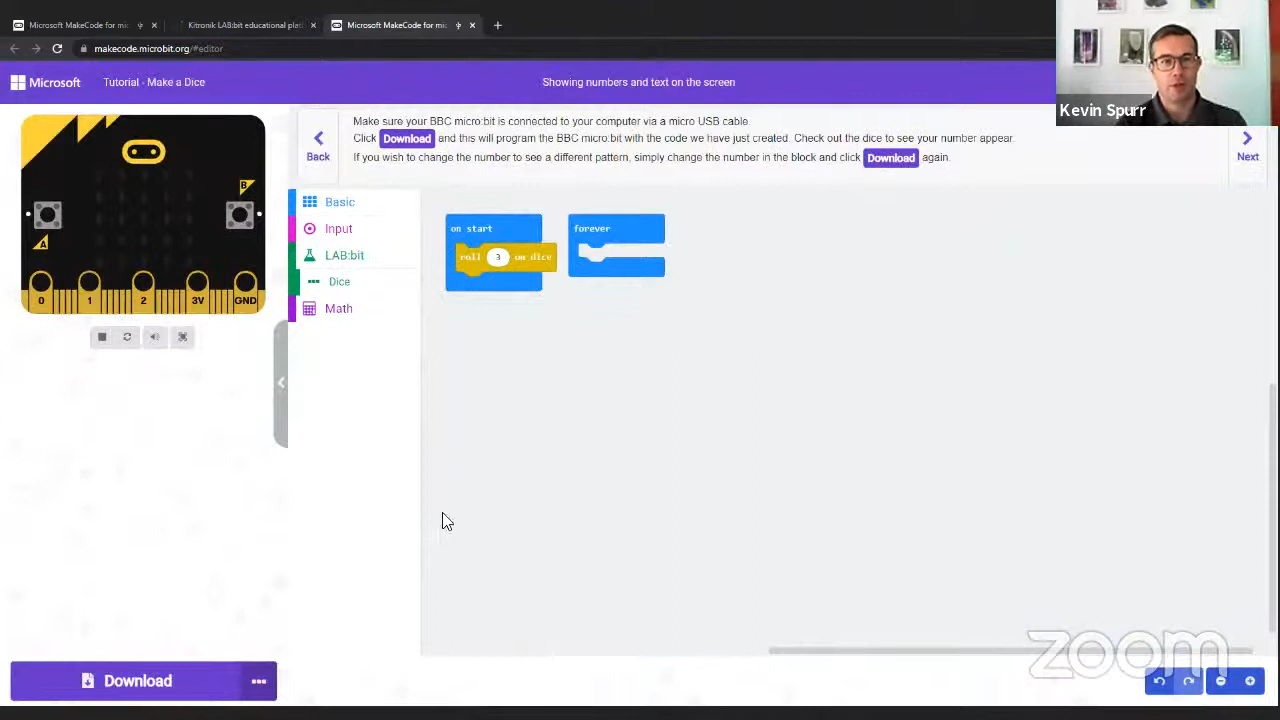 Microsoft MakeCode for mic
Kitronik LAB:bit educational plat
Microsoft MakeCode for mic
makecode.microbit.org/#editor
Microsoft
Tutorial - Make a Dice
Showing numbers and text on the screen
Kevin Spurr
Back
Make sure your BBC micro:bit is connected to your computer via a micro USB cable.
Click Download and this will program the BBC micro:bit with the code we have just created. Check out the dice to see your number appear.
If you wish to change the number to see a different pattern, simply change the number in the block and click Download again.
Next
B
A
0 1 2 3V GND
Basic
Input
LAB:bit
Dice
Math
on start
roll 3 on dice
forever
Download
zoom